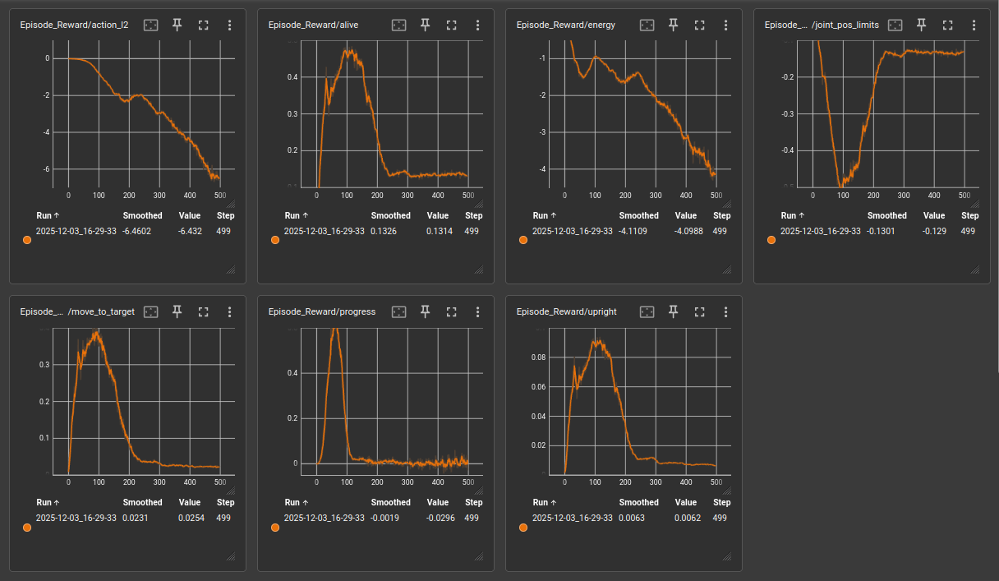 Episode_Reward/action_l2
0
-2
-4
-6
0 100 200 300 400 500
Run ↑ Smoothed Value Step
2025-12-03_16-29-33 -6.4602 -6.432 499
Episode_Reward/alive
0.4
0.3
0.2
0 100 200 300 400 500
Run ↑ Smoothed Value Step
2025-12-03_16-29-33 0.1326 0.1314 499
Episode_Reward/energy
-1
-2
-3
-4
0 100 200 300 400 500
Run ↑ Smoothed Value Step
2025-12-03_16-29-33 -4.1109 -4.0988 499
Episode_... /joint_pos_limits
-0.2
-0.3
-0.4
0 100 200 300 400 500
Run ↑ Smoothed Value Step
2025-12-03_16-29-33 -0.1301 -0.129 499
Episode_... /move_to_target
0.3
0.2
0.1
0 100 200 300 400 500
Run ↑ Smoothed Value Step
2025-12-03_16-29-33 0.0231 0.0254 499
Episode_Reward/progress
0.4
0.2
0
0 100 200 300 400 500
Run ↑ Smoothed Value Step
2025-12-03_16-29-33 -0.0019 -0.0296 499
Episode_Reward/upright
0.08
0.06
0.04
0.02
0 100 200 300 400 500
Run ↑ Smoothed Value Step
2025-12-03_16-29-33 0.0063 0.0062 499